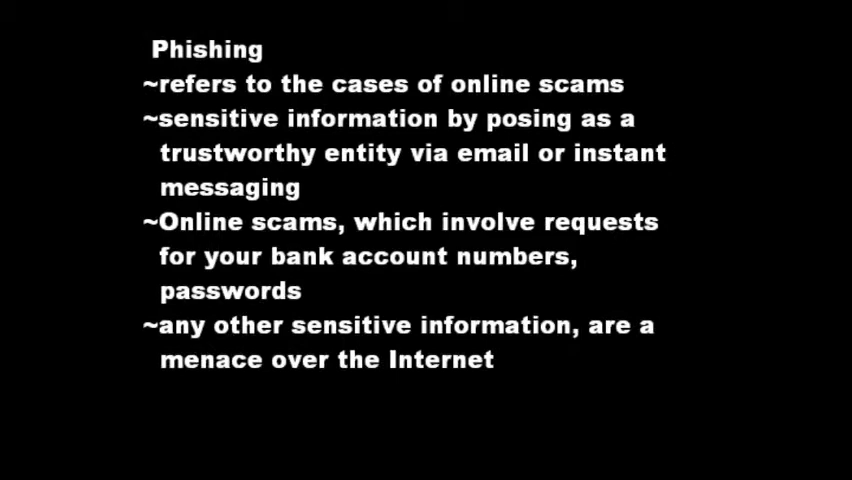 Phishing
~refers to the cases of online scams
~sensitive information by posing as a
trustworthy entity via email or instant
messaging
~Online scams, which involve requests
for your bank account numbers,
passwords
~any other sensitive information, are a
menace over the Internet